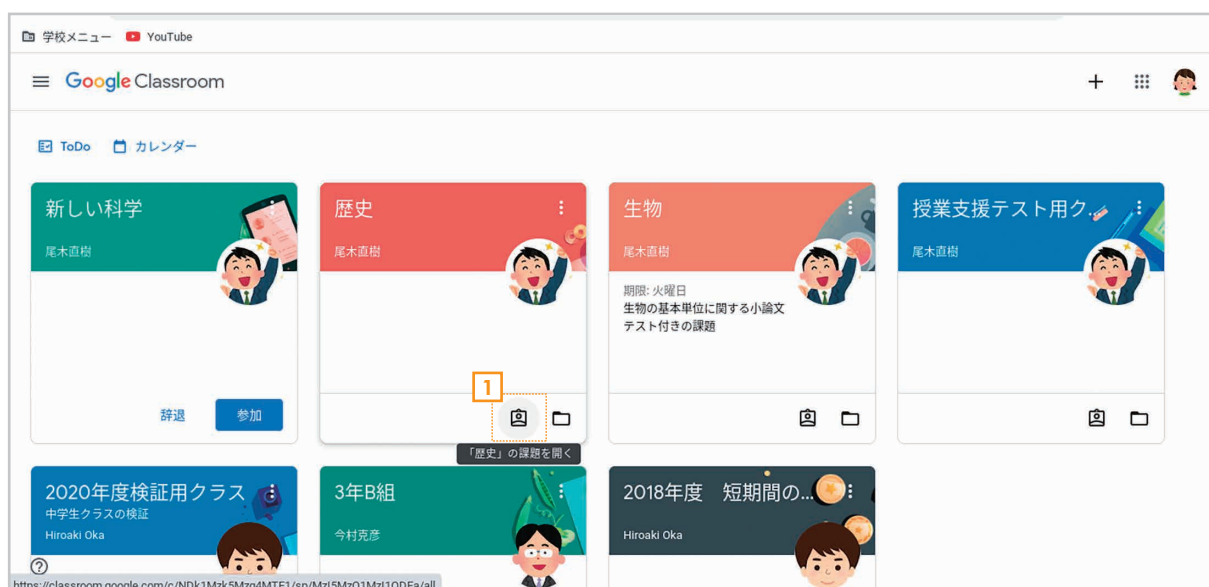 学校メニュー YouTube
Google Classroom
ToDo カレンダー
新しい科学
尾木直樹
辞退 参加
歴史
尾木直樹
1
「歴史」の課題を開く
生物
尾木直樹
期限: 火曜日
生物の基本単位に関する小論文
テスト付きの課題
授業支援テスト用ク...
尾木直樹
2020年度検証用クラス
中学生クラスの検証
Hiroaki Oka
3年B組
今村克彦
2018年度 短期間の...
Hiroaki Oka